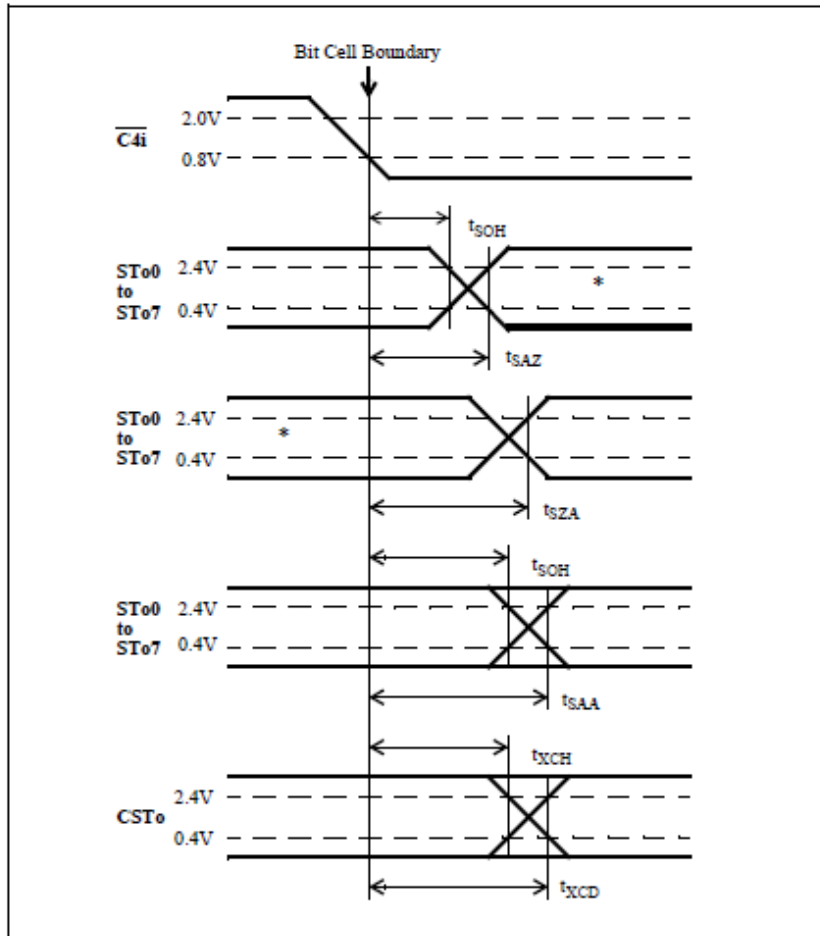 Bit Cell Boundary
C4i
2.0V
0.8V
tSOH
STo0
to
STo7
2.4V
0.4V
*
tSAZ
STo0
to
STo7
2.4V
0.4V
*
tSZA
tSOH
STo0
to
STo7
2.4V
0.4V
tSAA
tXCH
CSTo
2.4V
0.4V
tXCD